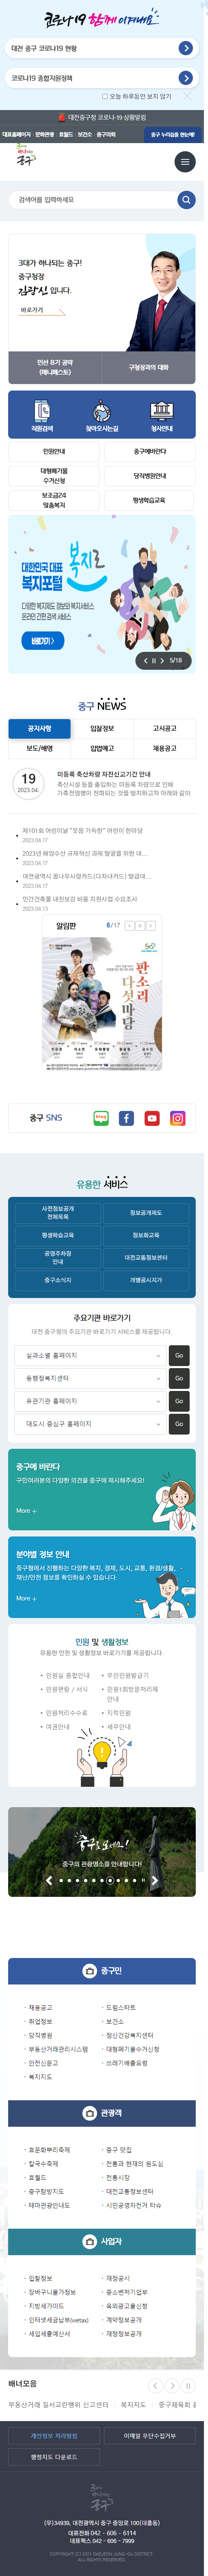 코로나19 함께 이겨내요~
대전 중구 코로나19 현황
코로나19 종합지원정책
오늘 하루동안 보지 않기
대전중구청 코로나-19 상황알림
대표홈페이지 문화관광 효월드 보건소 중구의회
중구 누리집을 한눈에!
중구
검색어를 입력하세요
3대가 하나되는 중구!
중구청장
김광신 입니다.
바로가기
민선 8기 공약
(매니페스토)
구청장과의 대화
직원검색 찾아오시는길 청사안내
민원안내 중구에바란다
대형폐기물
수거신청
당직병원안내
보조금24
맞춤복지
평생학습교육
복지로
대한민국 대표
복지포털
다양한 복지제도 정보와 복지서비스
온라인 간편 검색 서비스
바로가기 〉
5/18
중구 NEWS
공지사항 입찰정보 고시공고
보도/해명 입법예고 채용공고
19
2023.04.
미등록 축산차량 자진신고기간 안내
축산시설 등을 출입하는 미등록 차량으로 인해
가축전염병이 전파되는 것을 방지하고자 아래와 같이
제101회 어린이날 "웃음 가득한" 어린이 한마당
2023.04.17
2023년 해양수산 규제혁신 과제 발굴을 위한 대...
2023.04.17
대전광역시 꿈나무사랑카드(다자녀카드) 발급대...
2023.04.17
민간건축물 내진보강 비용 지원사업 수요조사
2023.04.13
알림판
6/17
판소리
다섯마당
중구 SNS
blog
유용한 서비스
사전정보공개
전체목록
정보공개제도
평생학습교육 정보화교육
공영주차장
안내
대전교통정보센터
중구소식지 개별공시지가
주요기관 바로가기
대전 중구청의 주요기관 바로가기 서비스를 제공합니다.
실과소별 홈페이지 Go
동행정복지센터 Go
유관기관 홈페이지 Go
대도시 중심구 홈페이지 Go
중구에 바란다
구민여러분의 다양한 의견을 중구에 제시해주세요!
More +
분야별 정보 안내
중구청에서 진행하는 다양한 복지, 경제, 도시, 교통, 환경/생활,
재난/안전 정보를 확인하실 수 있습니다.
More +
민원 및 생활정보
유용한 민원 및 생활정보 바로가기를 제공합니다.
민원실 종합안내 무인민원발급기
민원편람 / 서식 민원1회방문처리제
안내
민원처리수수료 지적민원
여권안내 세무안내
중구로 오세요!
중구의 관광명소를 안내합니다!
중구민
채용공고 드림스타트
취업정보 보건소
당직병원 정신건강복지센터
부동산거래관리시스템 대형폐기물수거신청
안전신문고 쓰레기배출요령
복지지도
관광객
효문화뿌리축제 중구 맛집
칼국수축제 전통과 현재의 원도심
효월드 전통시장
중구탐방지도 대전교통정보센터
테마관광안내도 시민공영자전거 타슈
사업자
입찰정보 재정공시
장바구니물가정보 중소벤처기업부
지방세가이드 옥외광고물신청
인터넷세금납부(wetax) 계약정보공개
세입세출예산서 재정정보공개
배너모음
부동산거래 질서교란행위 신고센터 복지지도 중구체육회
개인정보 처리방침 이메일 무단수집거부
행정지도 다운로드
중구
(우)34939, 대전광역시 중구 중앙로 100(대흥동)
대표전화 042 - 606 - 6114
대표팩스 042 - 606 - 7999
COPYRIGHT (C) 2021 DAEJEON JUNG-GU DISTRICT.
ALL RIGHTS RESERVED.